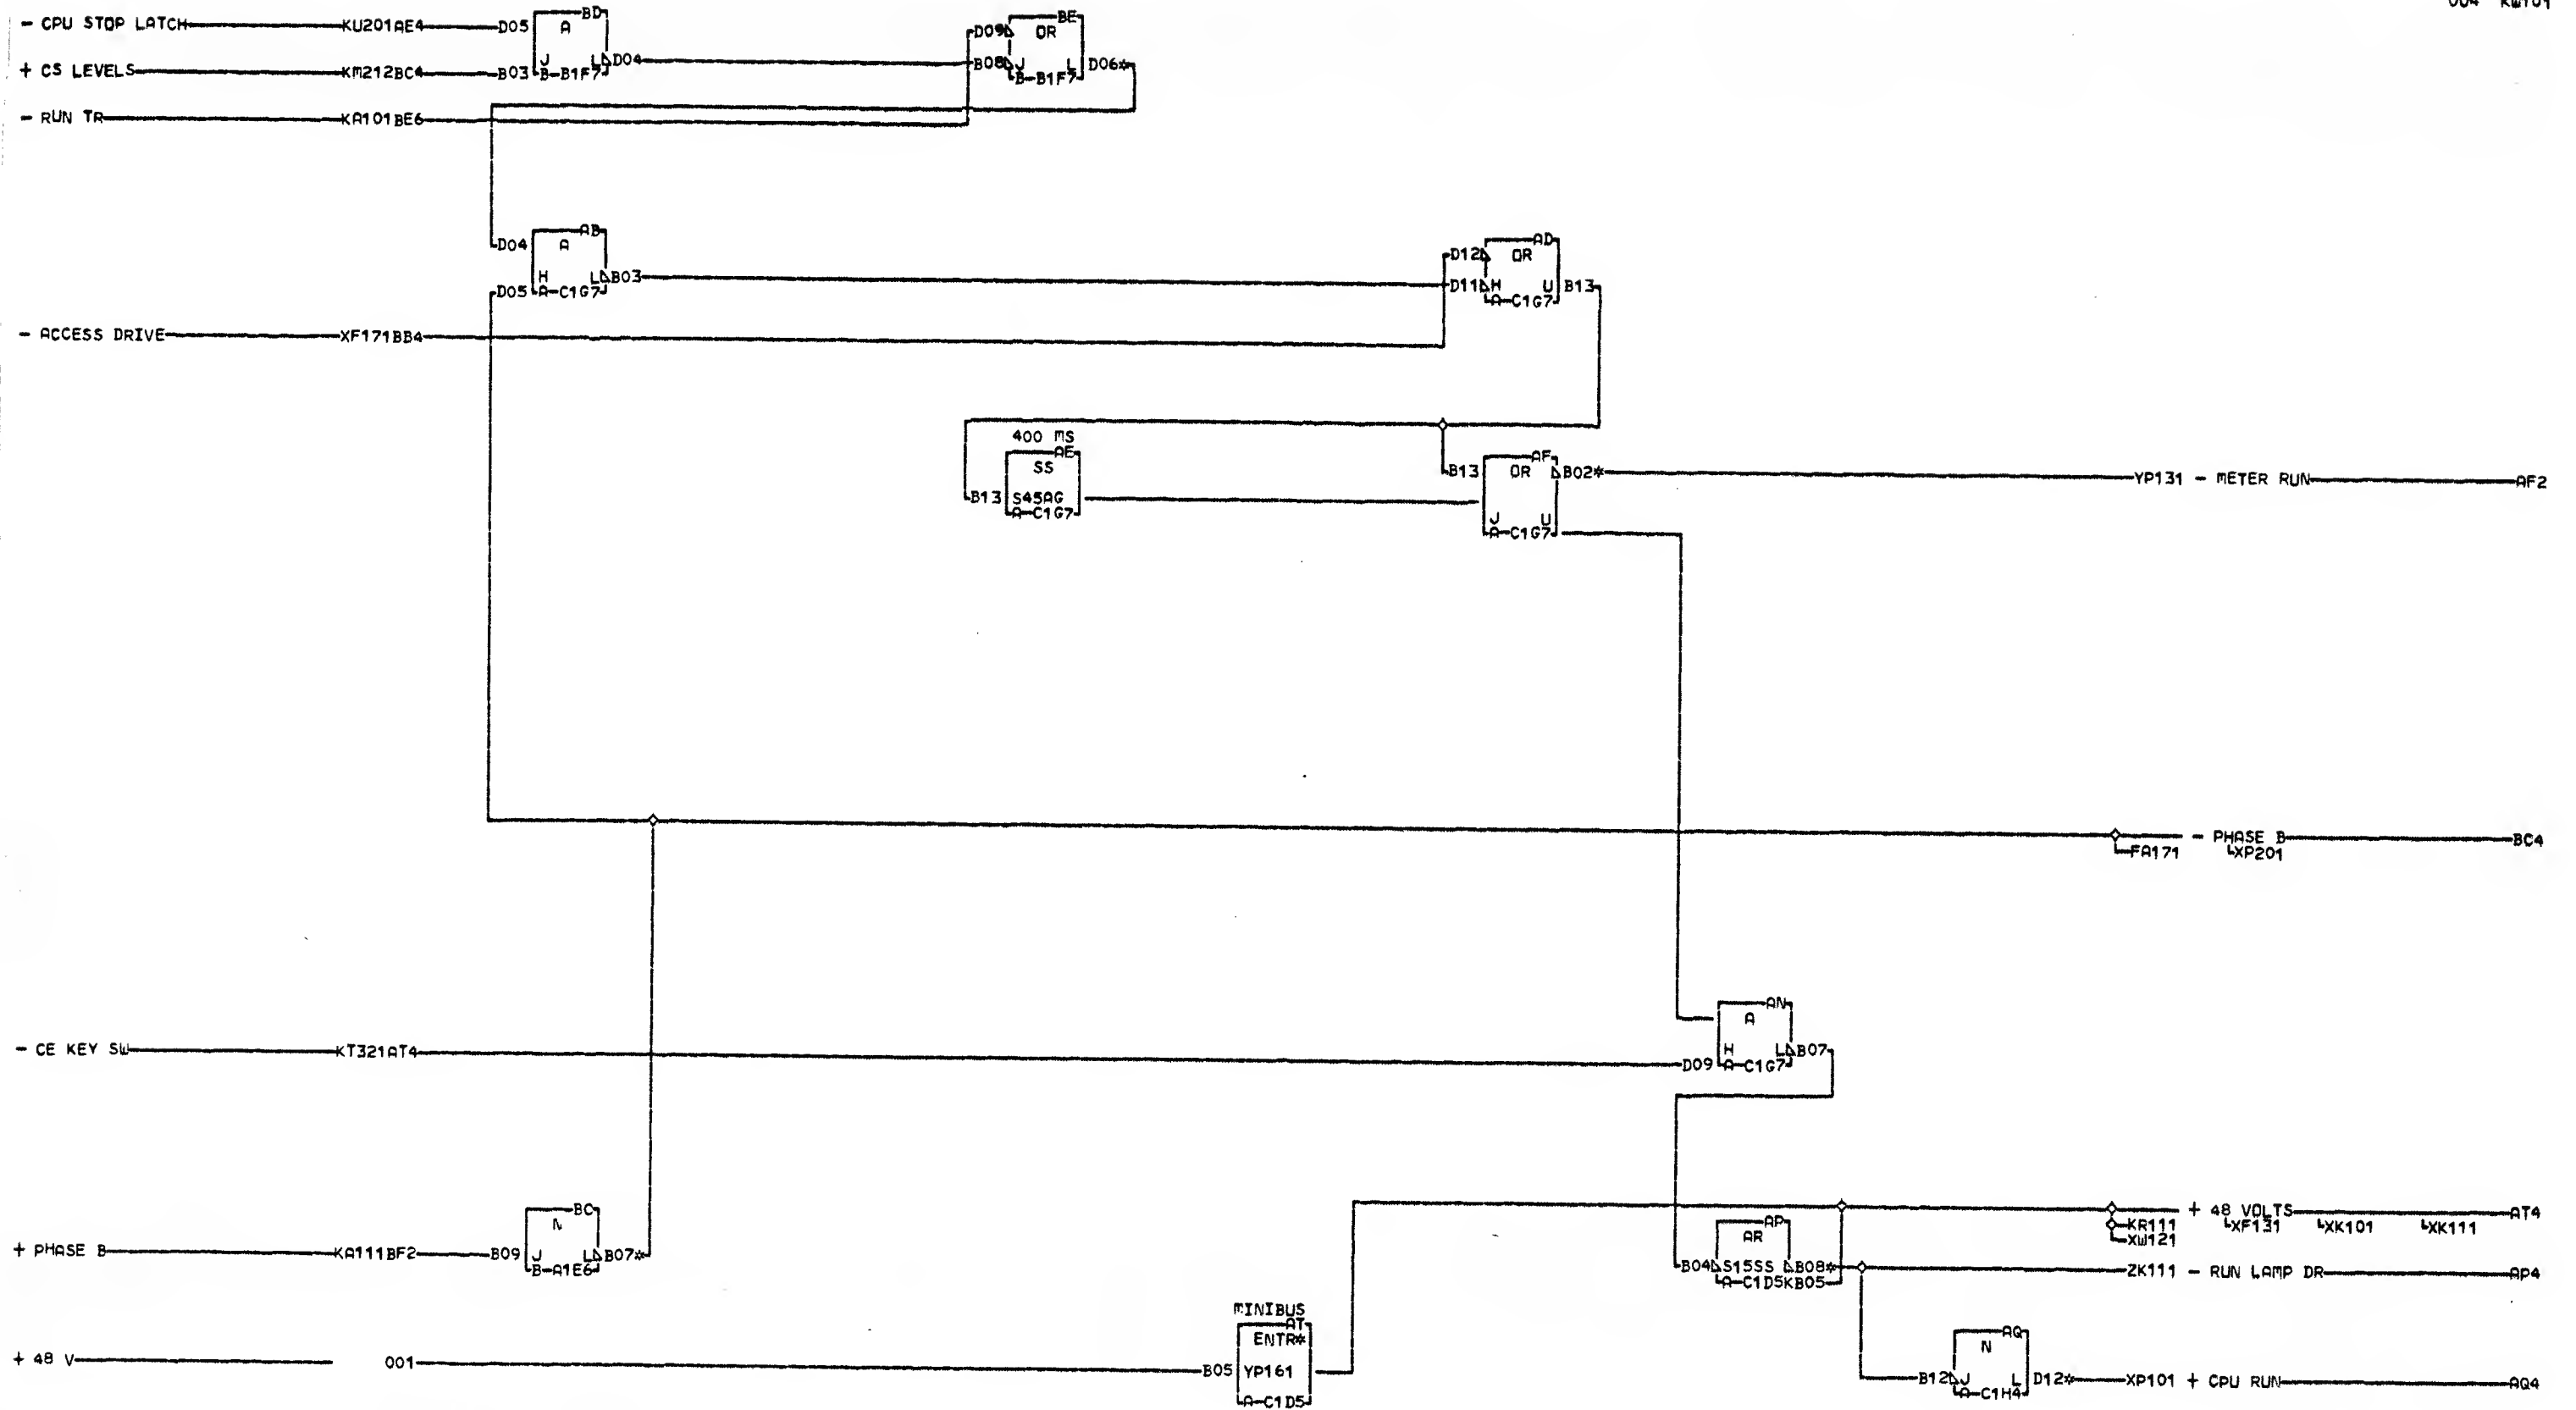 004 KW101
- CPU STOP LATCH KU201AE4 D05 BD A J L D04 B-B1F7
+ CS LEVELS KM212BC4 B03
D09 BE OR B08 J L D06* B-B1F7
- RUN TR KA101BE6
D04 AB A H L B03 D05 A-C1G7
D12 AD OR D11 H U B13 A-C1G7
- ACCESS DRIVE XF171BB4
400 MS
AE SS B13 S45AG A-C1G7
B13 AF OR B02* J U A-C1G7
YP131 - METER RUN AF2
- PHASE B BC4
FA171 XP201
AN A H L B07 D09 A-C1G7
- CE KEY SW KT321AT4
+ 48 VOLTS AT4
KR111 XF131 XK101 XK111
XW121
BC N B09 J L B07* B-A1E6
+ PHASE B KA111BF2
AP AR B04 S15SS B08* A-C1D5KB05
ZK111 - RUN LAMP DR AP4
MINIBUS
AT ENTR* B05 YP161 A-C1D5
+ 48 V 001
AQ N B12 J L D12* A-C1H4
XP101 + CPU RUN AQ4